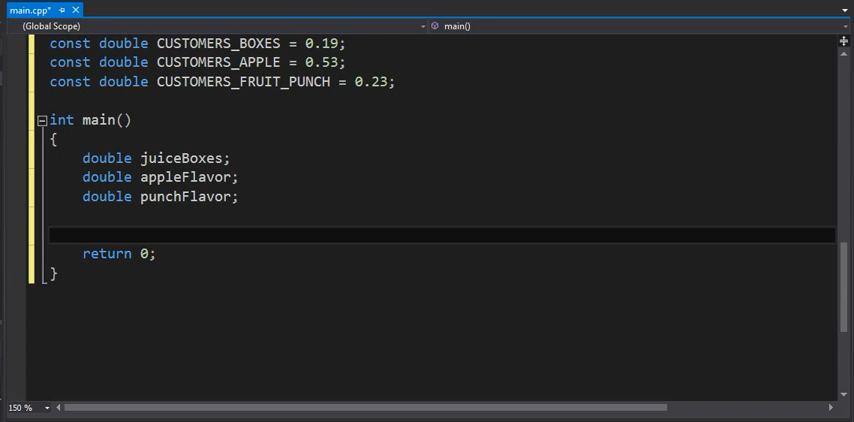 main.cpp*
(Global Scope) main()
const double CUSTOMERS_BOXES = 0.19;
const double CUSTOMERS_APPLE = 0.53;
const double CUSTOMERS_FRUIT_PUNCH = 0.23;
int main()
{
double juiceBoxes;
double appleFlavor;
double punchFlavor;
return 0;
}
150 %